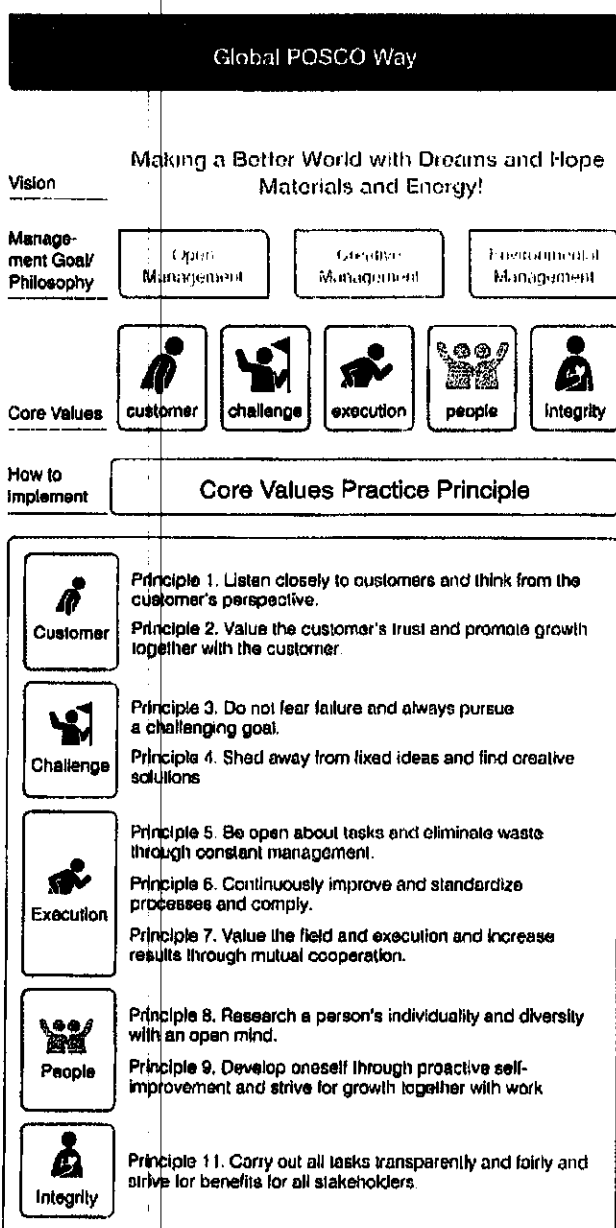 Global POSCO Way
Vision
Making a Better World with Dreams and Hope
Materials and Energy!
Manage-
ment Goal/
Philosophy
Open
Management
Creative
Management
Environmental
Management
Core Values
customer
challenge
execution
people
integrity
How to
implement
Core Values Practice Principle
Customer
Principle 1. Listen closely to customers and think from the
customer's perspective.
Principle 2. Value the customer's trust and promote growth
together with the customer.
Challenge
Principle 3. Do not fear failure and always pursue
a challenging goal.
Principle 4. Shed away from fixed ideas and find creative
solutions
Execution
Principle 5. Be open about tasks and eliminate waste
through constant management.
Principle 6. Continuously improve and standardize
processes and comply.
Principle 7. Value the field and execution and increase
results through mutual cooperation.
People
Principle 8. Research a person's individuality and diversity
with an open mind.
Principle 9. Develop oneself through proactive self-
improvement and strive for growth together with work
Integrity
Principle 11. Carry out all tasks transparently and fairly and
strive for benefits for all stakeholders.